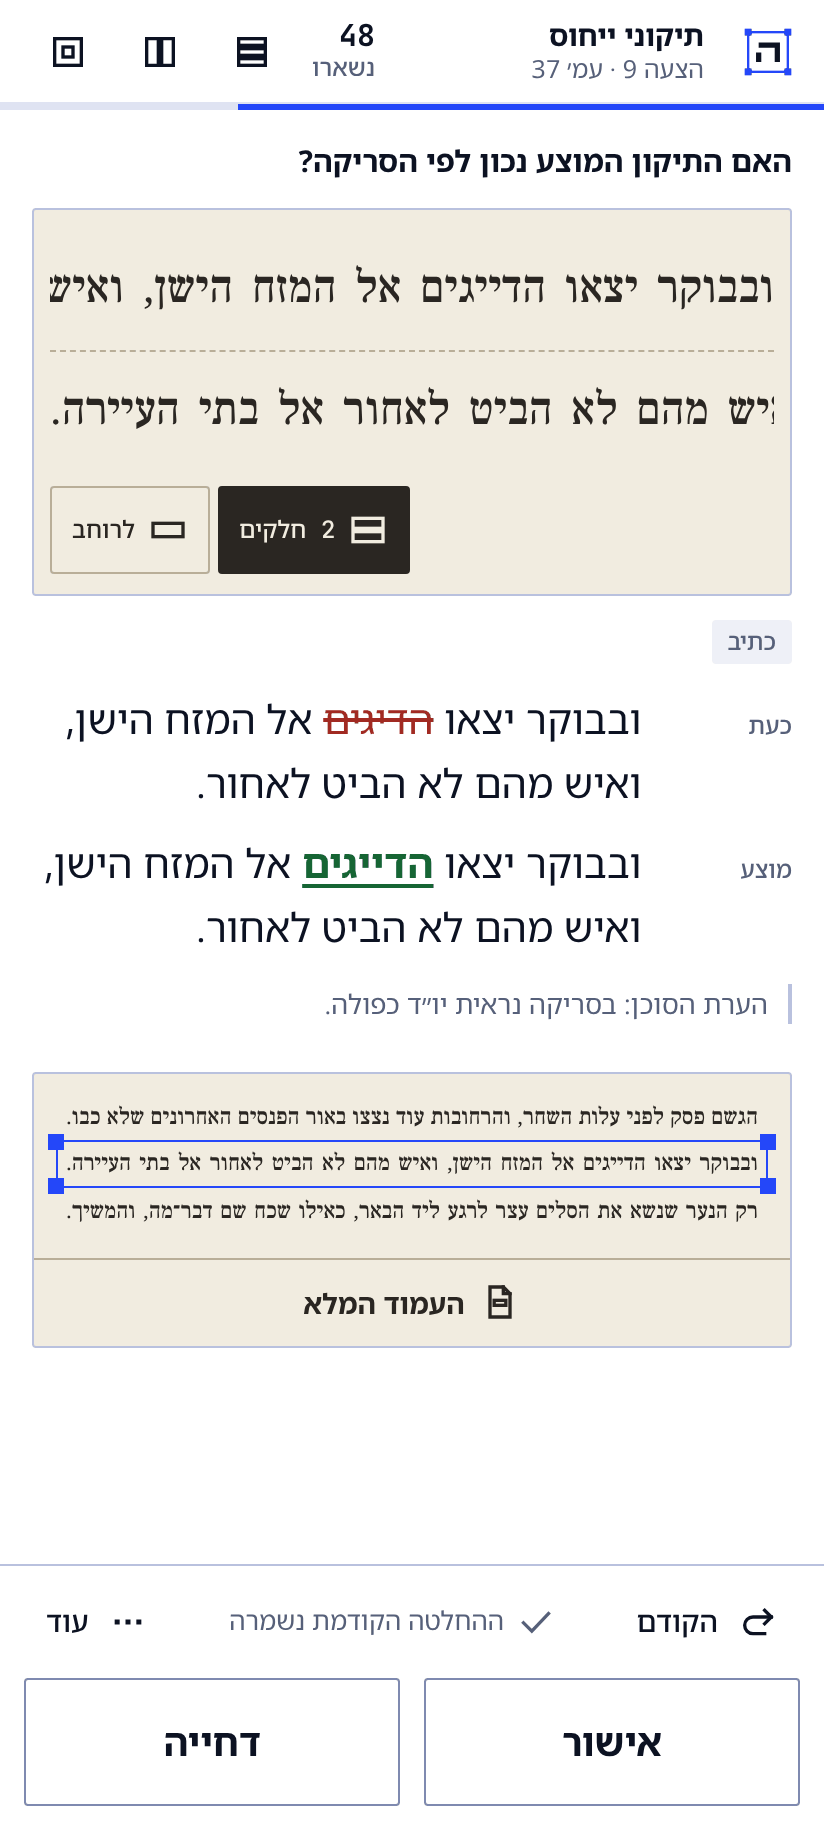 ה
תיקוני ייחוס
הצעה 9 · עמ׳ 37
48
נשארו
האם התיקון המוצע נכון לפי הסריקה?
ובבוקר יצאו הדייגים אל המזח הישן, ואיש
איש מהם לא הביט לאחור אל בתי העיירה.
2 חלקים
לרוחב
כתיב
כעת
ובבוקר יצאו הדיגים אל המזח הישן,
ואיש מהם לא הביט לאחור.
מוצע
ובבוקר יצאו הדייגים אל המזח הישן,
ואיש מהם לא הביט לאחור.
הערת הסוכן: בסריקה נראית יו״ד כפולה.
הגשם פסק לפני עלות השחר, והרחובות עוד נצצו באור הפנסים האחרונים שלא כבו.
ובבוקר יצאו הדייגים אל המזח הישן, ואיש מהם לא הביט לאחור אל בתי העיירה.
רק הנער שנשא את הסלים עצר לרגע ליד הבאר, כאילו שכח שם דבר־מה, והמשיך.
העמוד המלא
הקודם
ההחלטה הקודמת נשמרה
עוד
אישור
דחייה